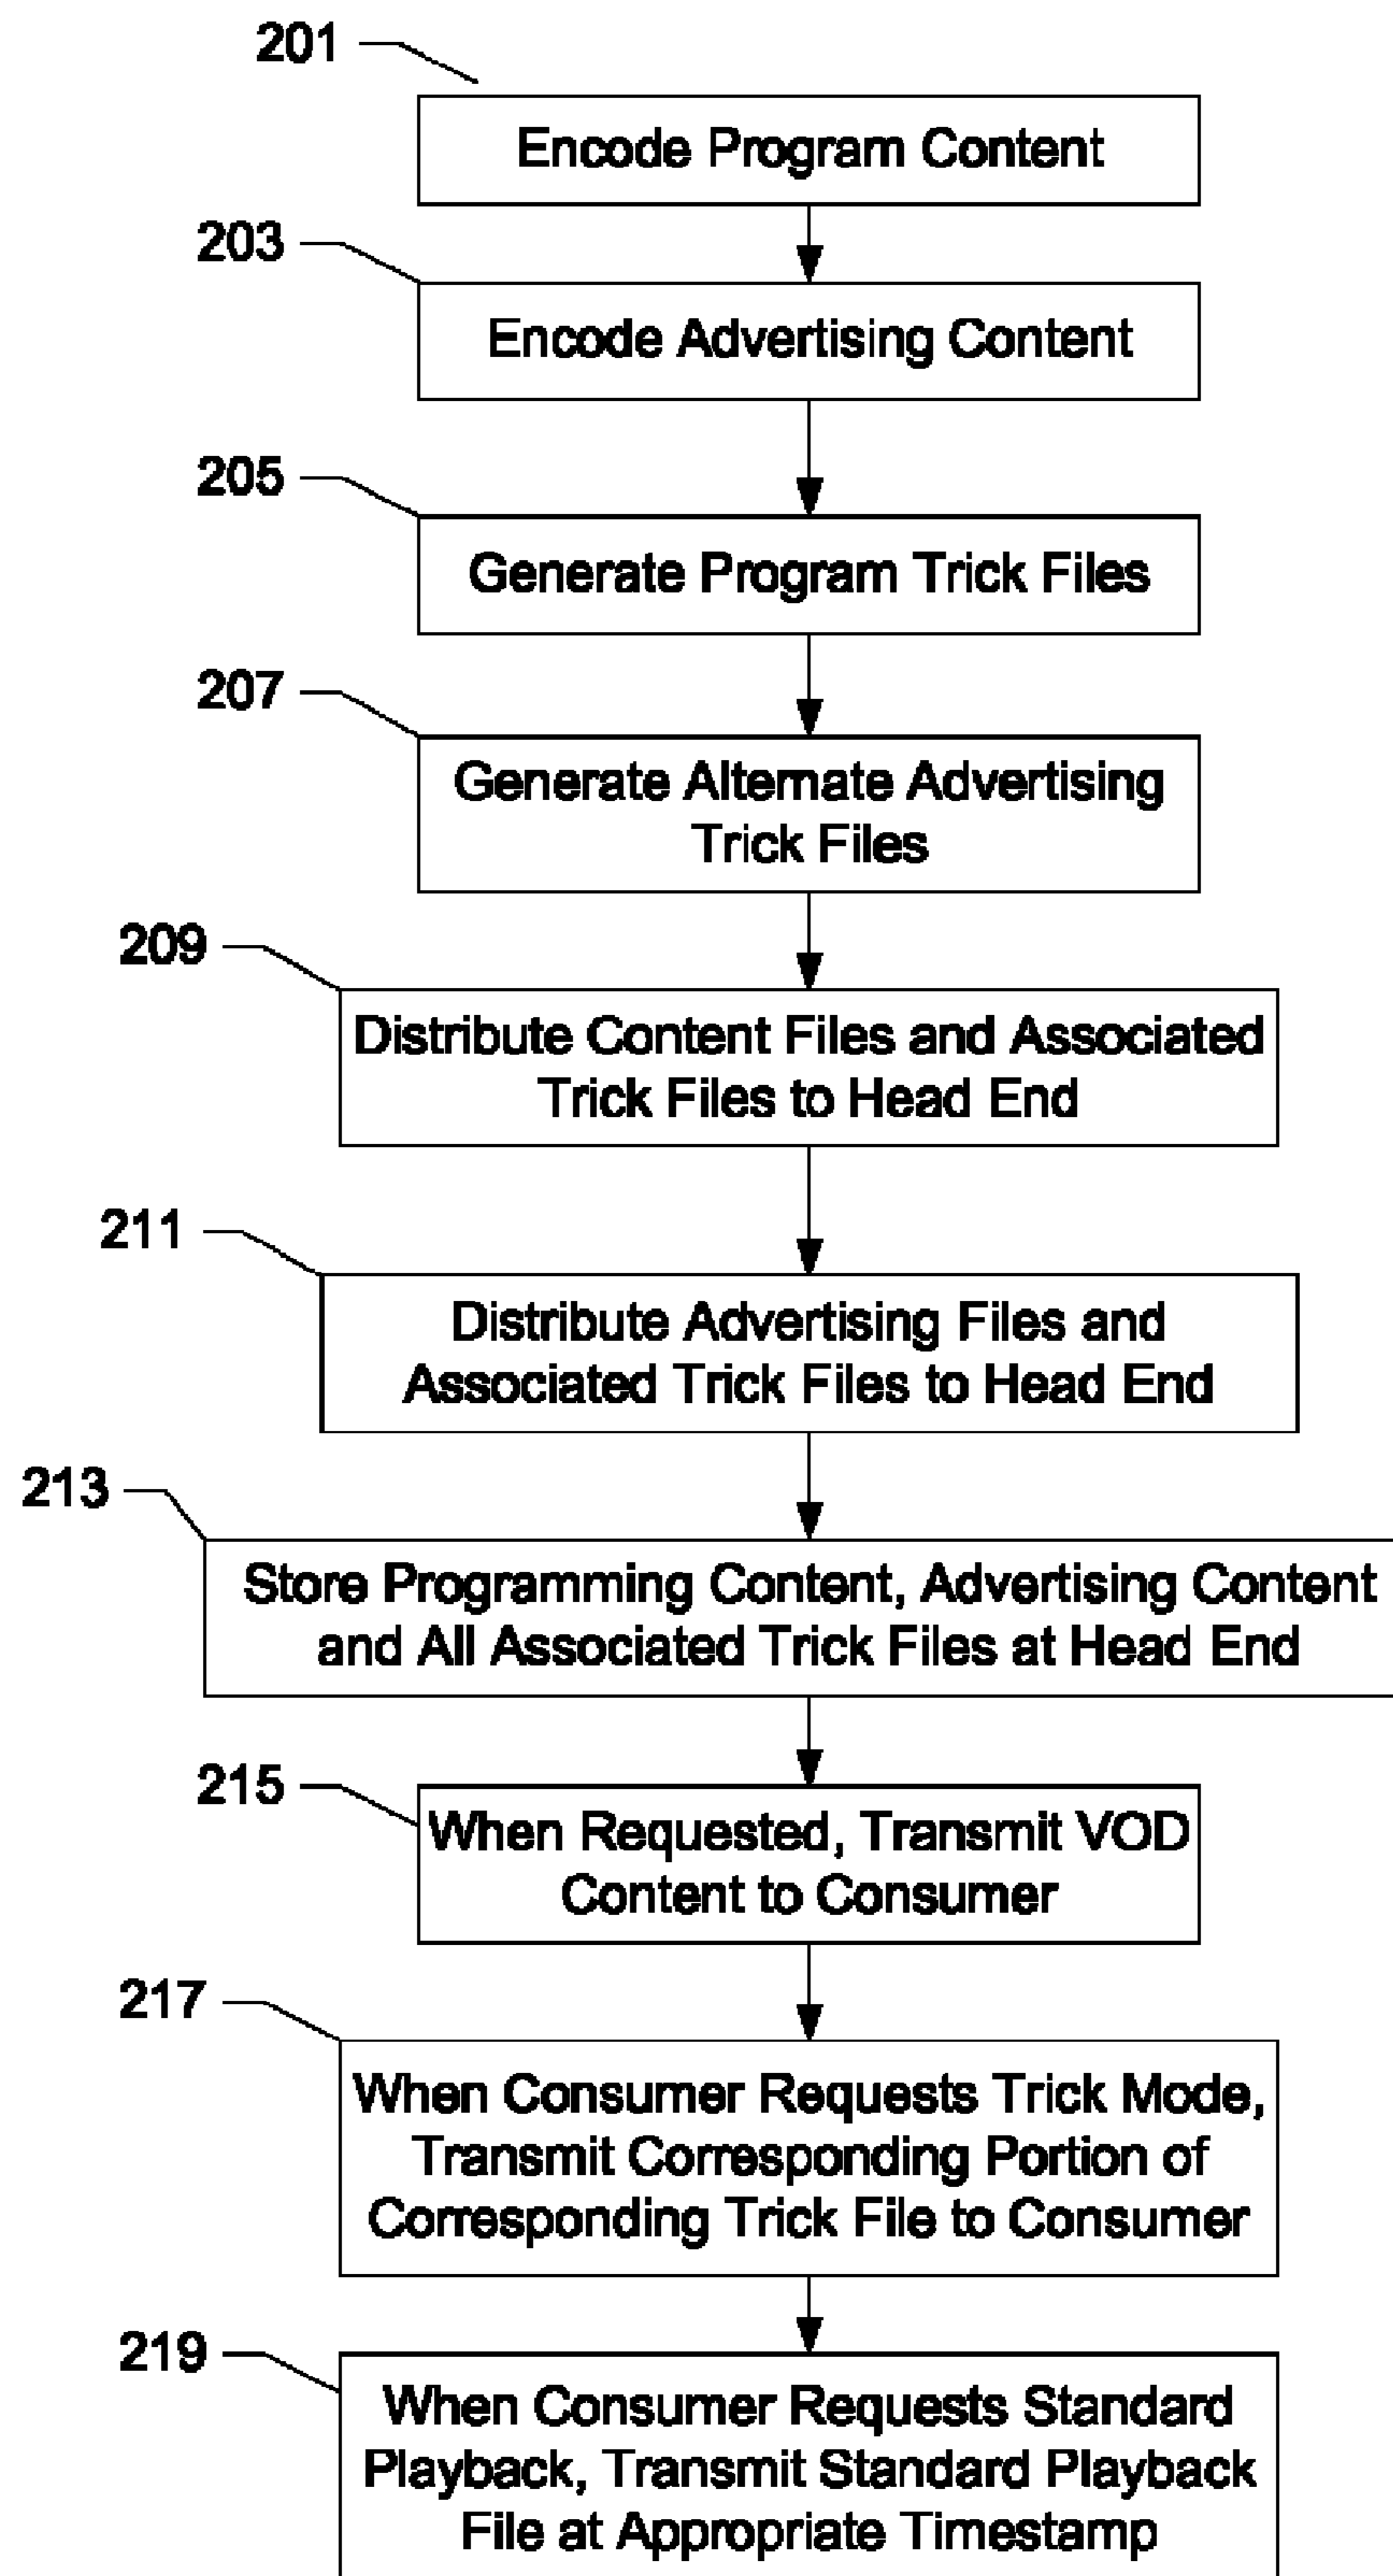 201
Encode Program Content
203
Encode Advertising Content
205
Generate Program Trick Files
207
Generate Alternate Advertising
Trick Files
209
Distribute Content Files and Associated
Trick Files to Head End
211
Distribute Advertising Files and
Associated Trick Files to Head End
213
Store Programming Content, Advertising Content
and All Associated Trick Files at Head End
215
When Requested, Transmit VOD
Content to Consumer
217
When Consumer Requests Trick Mode,
Transmit Corresponding Portion of
Corresponding Trick File to Consumer
219
When Consumer Requests Standard
Playback, Transmit Standard Playback
File at Appropriate Timestamp